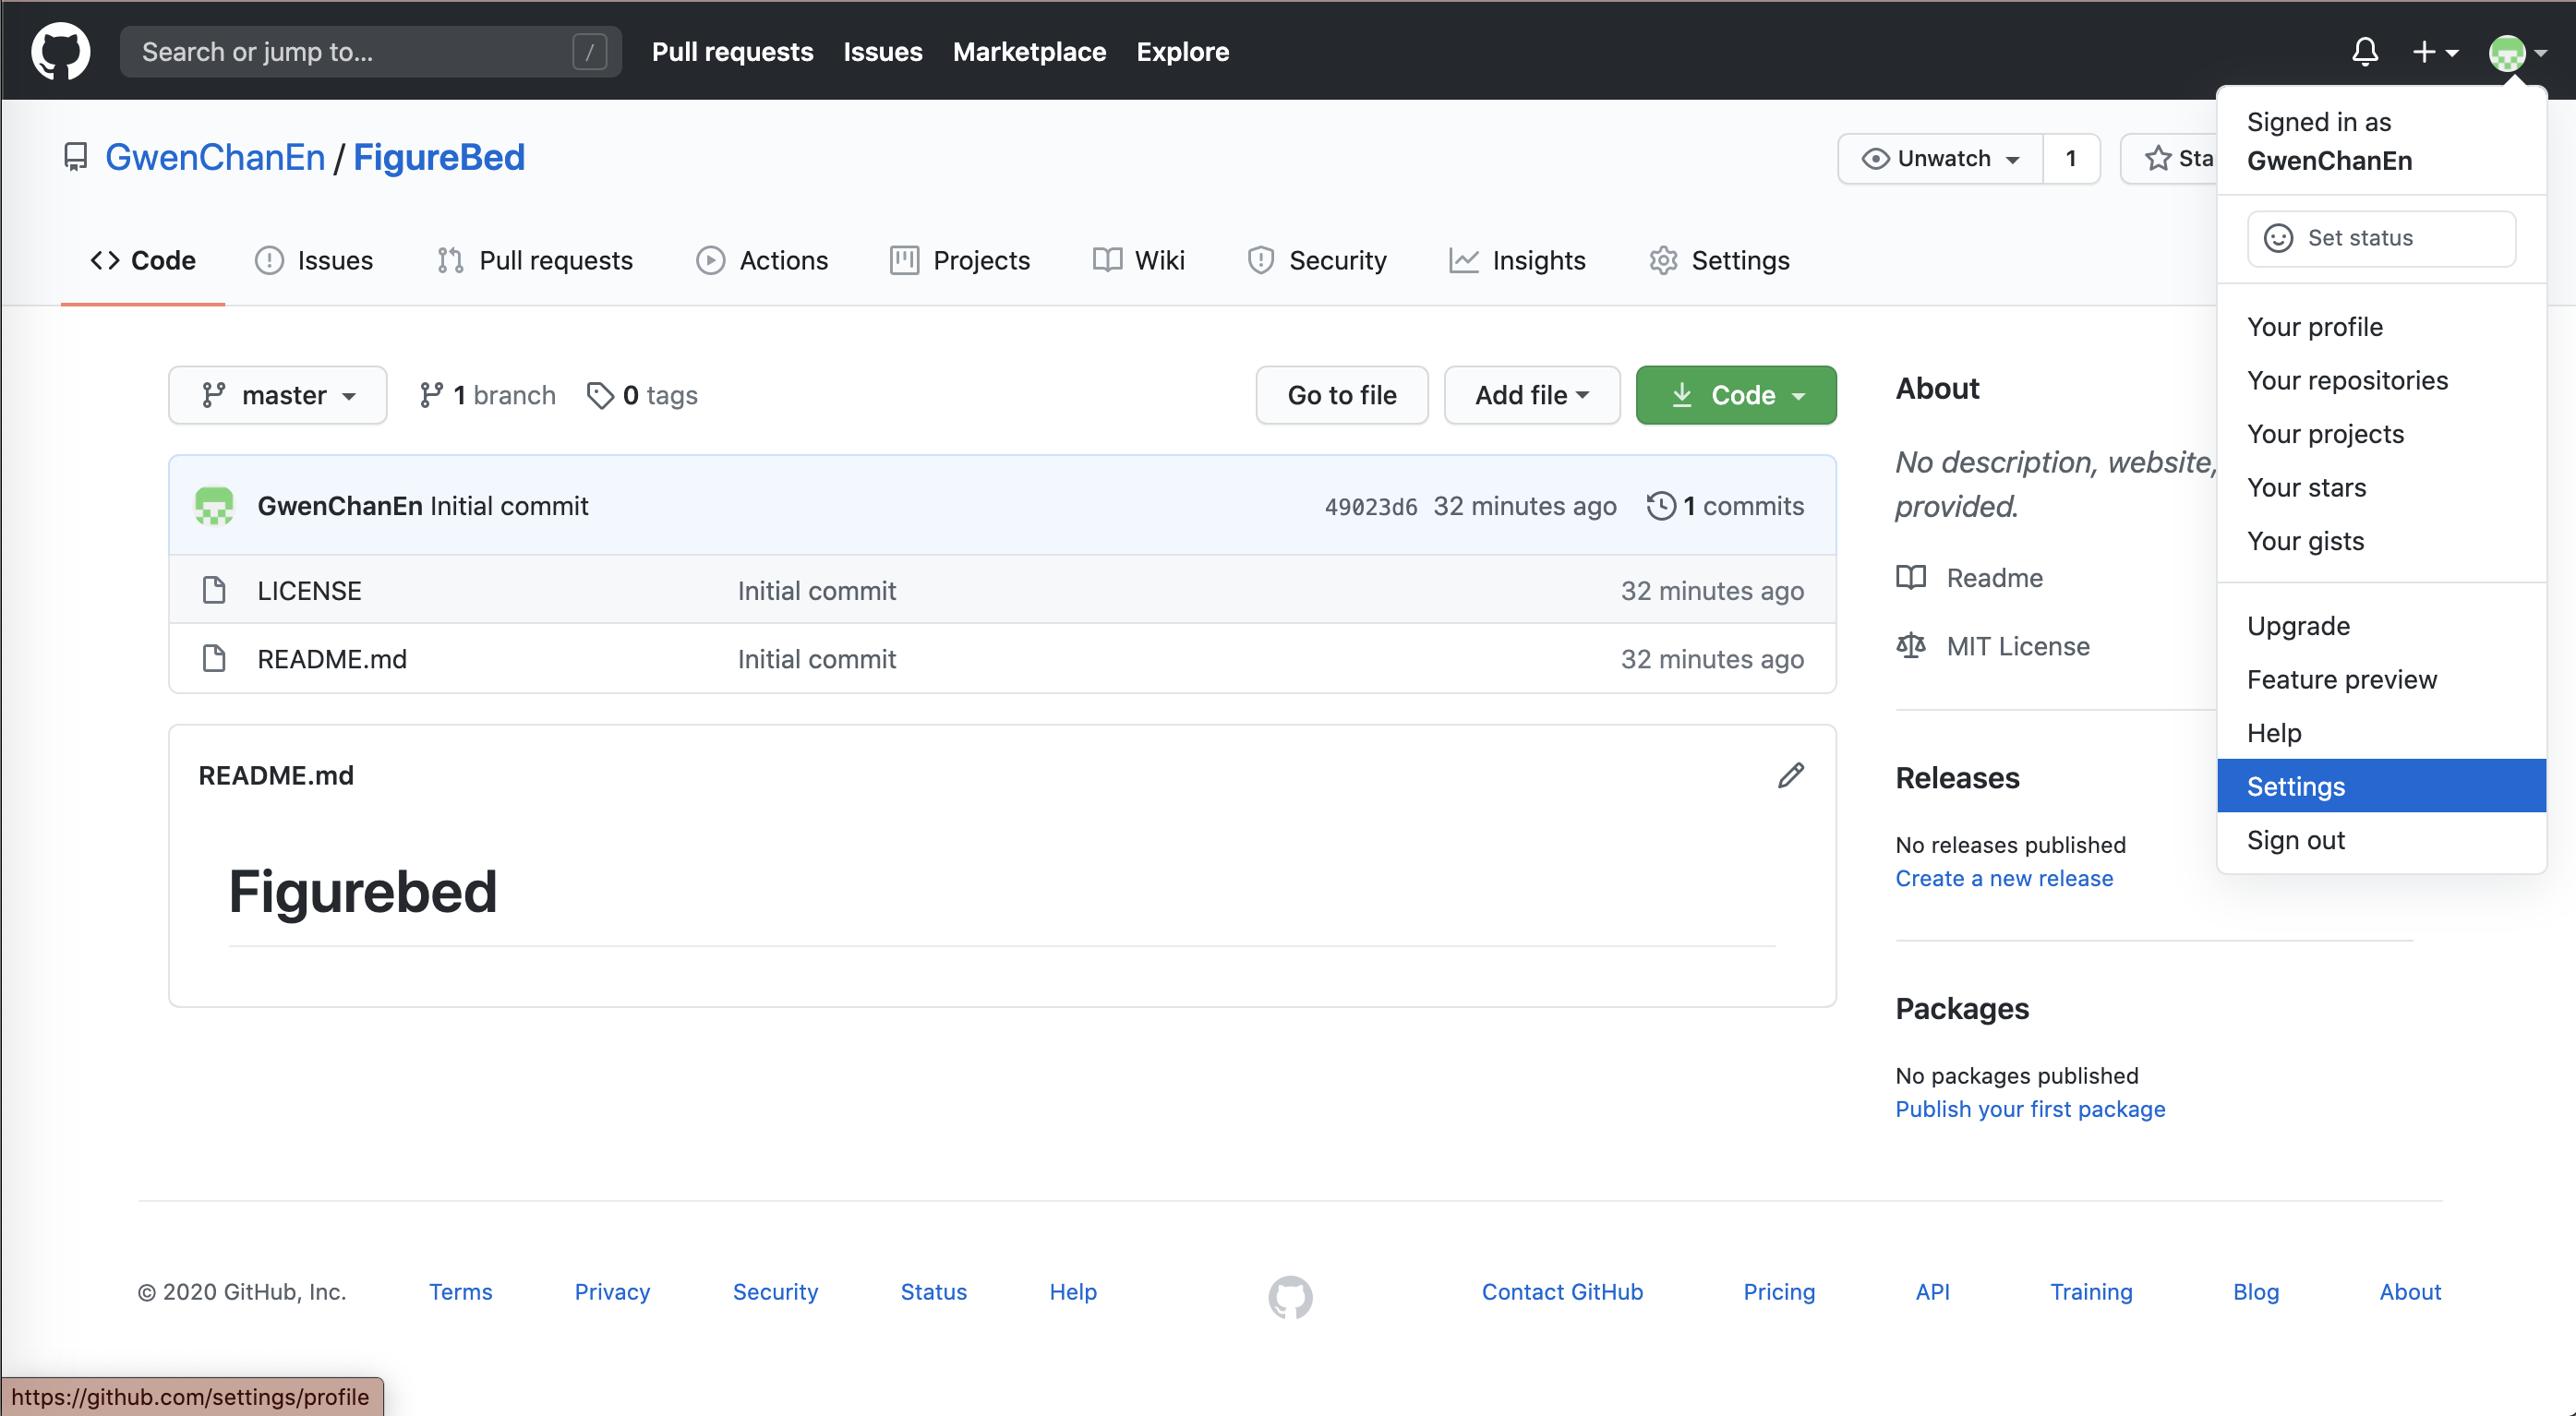 Search or jump to... /
Pull requests Issues Marketplace Explore
GwenChanEn / FigureBed
Unwatch 1
Sta
Code Issues Pull requests Actions Projects Wiki Security Insights Settings
master 1 branch 0 tags
Go to file Add file Code
GwenChanEn Initial commit 49023d6 32 minutes ago 1 commits
LICENSE Initial commit 32 minutes ago
README.md Initial commit 32 minutes ago
README.md
Figurebed
About
No description, website,
provided.
Readme
MIT License
Releases
No releases published
Create a new release
Packages
No packages published
Publish your first package
Signed in as
GwenChanEn
Set status
Your profile
Your repositories
Your projects
Your stars
Your gists
Upgrade
Feature preview
Help
Settings
Sign out
© 2020 GitHub, Inc. Terms Privacy Security Status Help Contact GitHub Pricing API Training Blog About
https://github.com/settings/profile